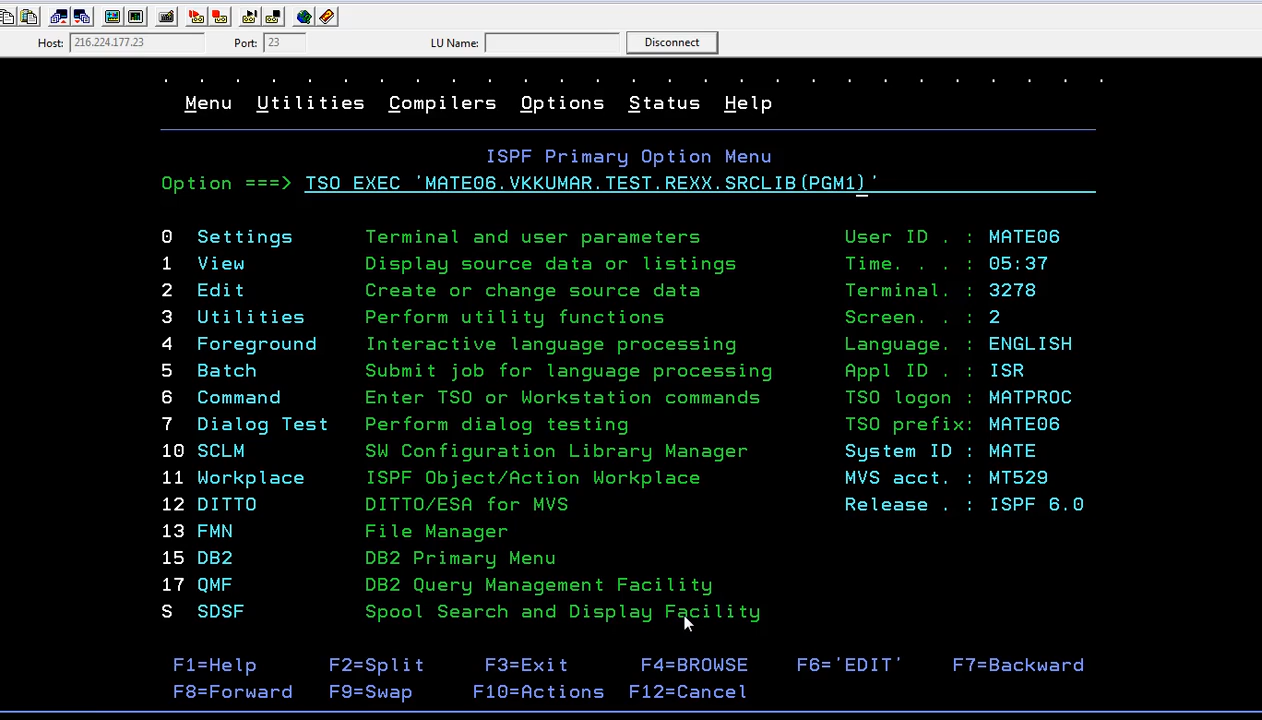 Host: 216.224.177.23 Port: 23 LU Name: Disconnect
. . . . . . . . . . . . . . . . . . . . . . . . . . .
Menu Utilities Compilers Options Status Help
ISPF Primary Option Menu
Option ===> TSO EXEC 'MATE06.VKKUMAR.TEST.REXX.SRCLIB(PGM1)'
0 Settings Terminal and user parameters User ID . : MATE06
1 View Display source data or listings Time. . . : 05:37
2 Edit Create or change source data Terminal. : 3278
3 Utilities Perform utility functions Screen. . : 2
4 Foreground Interactive language processing Language. : ENGLISH
5 Batch Submit job for language processing Appl ID . : ISR
6 Command Enter TSO or Workstation commands TSO logon : MATPROC
7 Dialog Test Perform dialog testing TSO prefix: MATE06
10 SCLM SW Configuration Library Manager System ID : MATE
11 Workplace ISPF Object/Action Workplace MVS acct. : MT529
12 DITTO DITTO/ESA for MVS Release . : ISPF 6.0
13 FMN File Manager
15 DB2 DB2 Primary Menu
17 QMF DB2 Query Management Facility
S SDSF Spool Search and Display Facility
F1=Help F2=Split F3=Exit F4=BROWSE F6='EDIT' F7=Backward
F8=Forward F9=Swap F10=Actions F12=Cancel